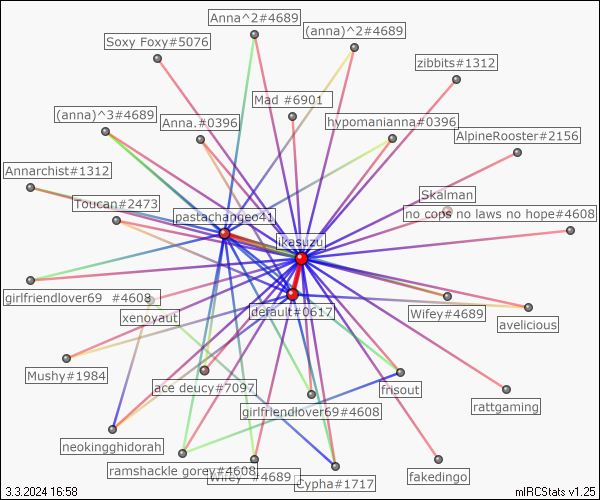 Anna^2#4689
(anna)^2#4689
Soxy Foxy#5076
zibbits#1312
Mad #6901
(anna)^3#4689
Anna.#0396
hypomanianna#0396
AlpineRooster#2156
Annarchist#1312
Skalman
Toucan#2473
no cops no laws no hope#4608
pastachangeo41
ikasuzu
girlfriendlover69 #4608
default#0617
Wifey#4689
xenoyaut
avelicious
Mushy#1984
ace deucy#7097
frisout
rattgaming
girlfriendlover69#4608
neokingghidorah
ramshackle gorey#4608
Wifey #4689
fakedingo
Cypha#1717
3.3.2024 16:58
mIRCStats v1.25